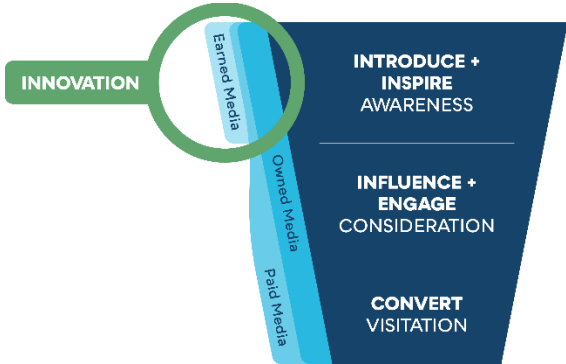 INNOVATION
Earned Media
Owned Media
Paid Media
INTRODUCE +
INSPIRE
AWARENESS
INFLUENCE +
ENGAGE
CONSIDERATION
CONVERT
VISITATION